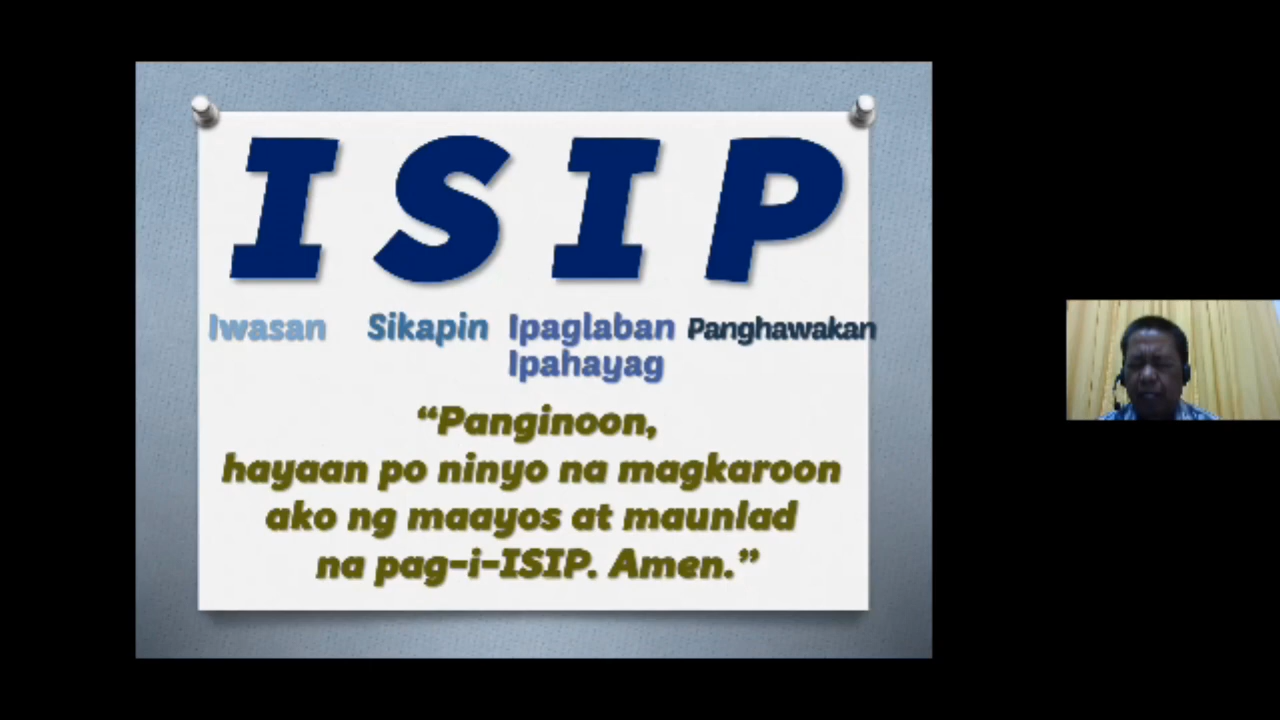 ISIP
Iwasan Sikapin Ipaglaban Panghawakan
Ipahayag
“Panginoon,
hayaan po ninyo na magkaroon
ako ng maayos at maunlad
na pag-i-ISIP. Amen.”